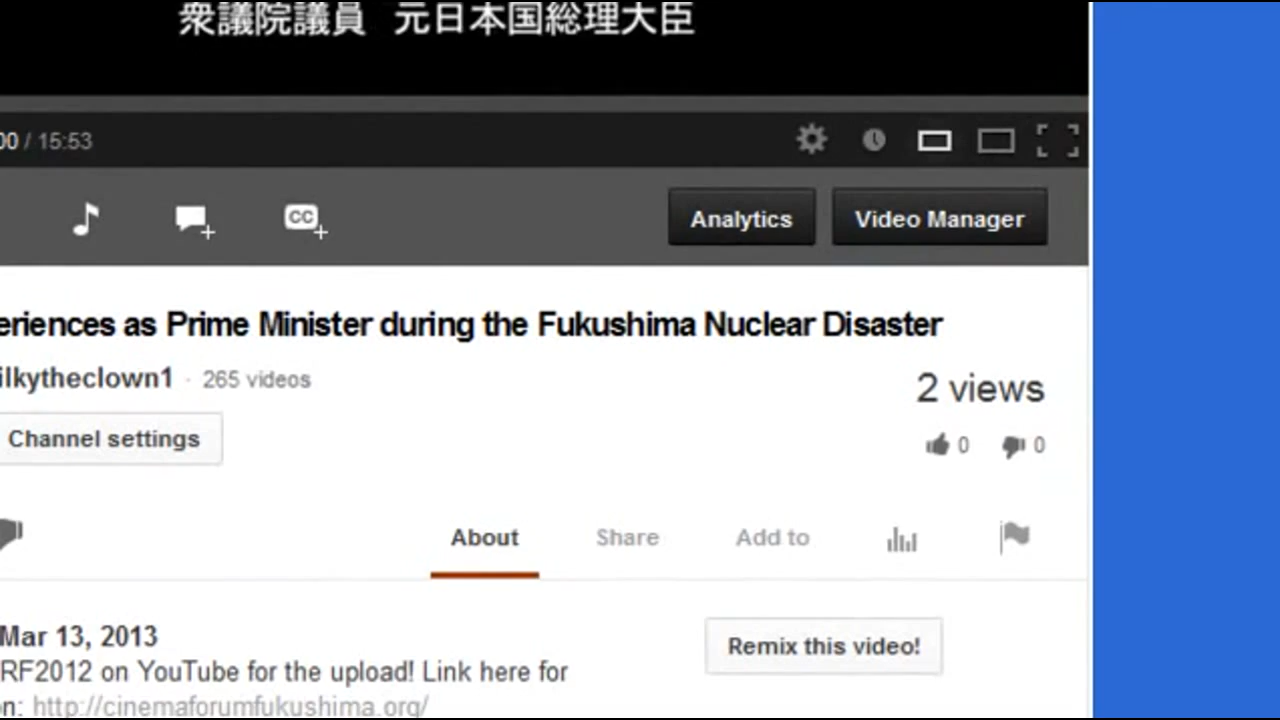 衆議院議員 元日本国総理大臣
00 / 15:53
CC
Analytics
Video Manager
eriences as Prime Minister during the Fukushima Nuclear Disaster
ilkytheclown1 · 265 videos
2 views
Channel settings
0 0
About Share Add to
Mar 13, 2013
Remix this video!
RF2012 on YouTube for the upload! Link here for
n: http://cinemaforumfukushima.org/